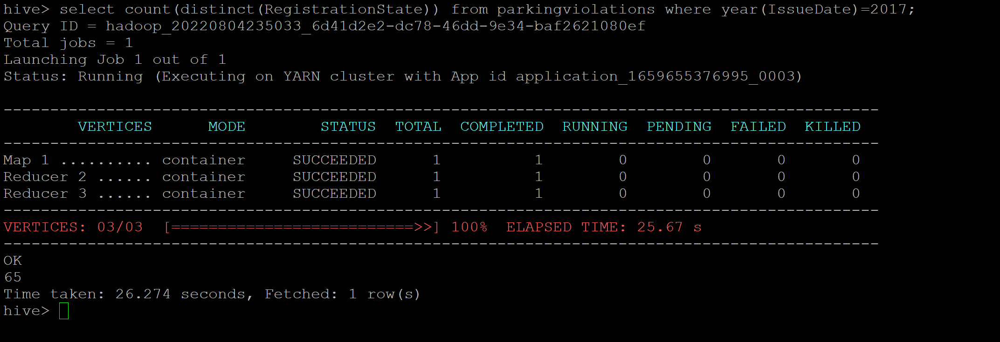 hive> select count(distinct(RegistrationState)) from parkingviolations where year(IssueDate)=2017;
Query ID = hadoop_20220804235033_6d41d2e2-dc78-46dd-9e34-baf2621080ef
Total jobs = 1
Launching Job 1 out of 1
Status: Running (Executing on YARN cluster with App id application_1659655376995_0003)
----------------------------------------------------------------------------------------------
        VERTICES      MODE        STATUS  TOTAL  COMPLETED  RUNNING  PENDING  FAILED  KILLED
----------------------------------------------------------------------------------------------
Map 1 .......... container     SUCCEEDED      1          1        0        0       0       0
Reducer 2 ...... container     SUCCEEDED      1          1        0        0       0       0
Reducer 3 ...... container     SUCCEEDED      1          1        0        0       0       0
----------------------------------------------------------------------------------------------
VERTICES: 03/03  [==========================>>] 100%  ELAPSED TIME: 25.67 s
----------------------------------------------------------------------------------------------
OK
65
Time taken: 26.274 seconds, Fetched: 1 row(s)
hive>